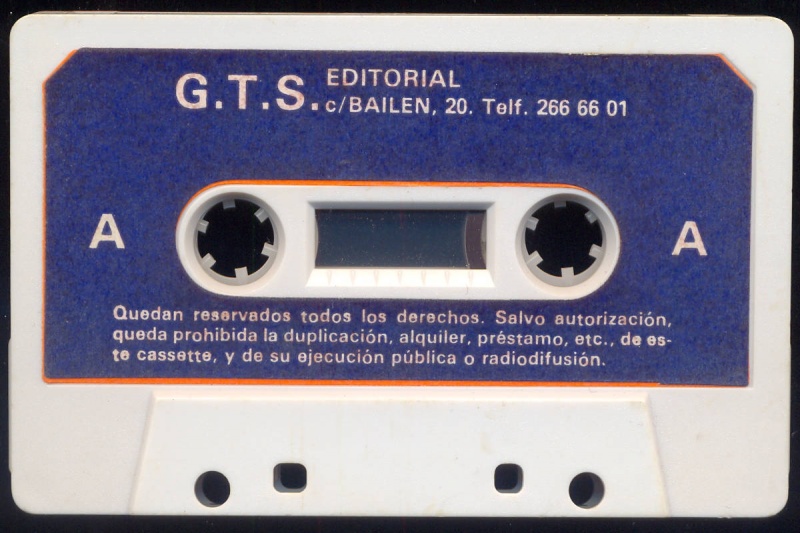 G.T.S. EDITORIAL
c/BAILEN, 20. Telf. 266 66 01
A
A
Quedan reservados todos los derechos. Salvo autorización,
queda prohibida la duplicación, alquiler, préstamo, etc., de es-
te cassette, y de su ejecución pública o radiodifusión.